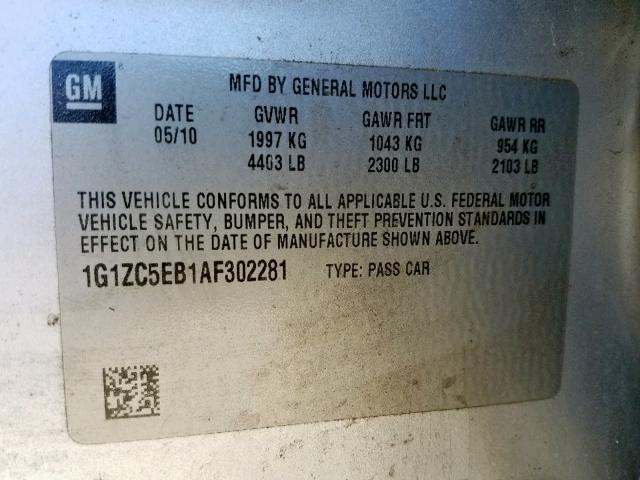 GM
MFD BY GENERAL MOTORS LLC
DATE GVWR GAWR FRT GAWR RR
05/10 1997 KG 1043 KG 954 KG
4403 LB 2300 LB 2103 LB
THIS VEHICLE CONFORMS TO ALL APPLICABLE U.S. FEDERAL MOTOR
VEHICLE SAFETY, BUMPER, AND THEFT PREVENTION STANDARDS IN
EFFECT ON THE DATE OF MANUFACTURE SHOWN ABOVE.
1G1ZC5EB1AF302281 TYPE: PASS CAR